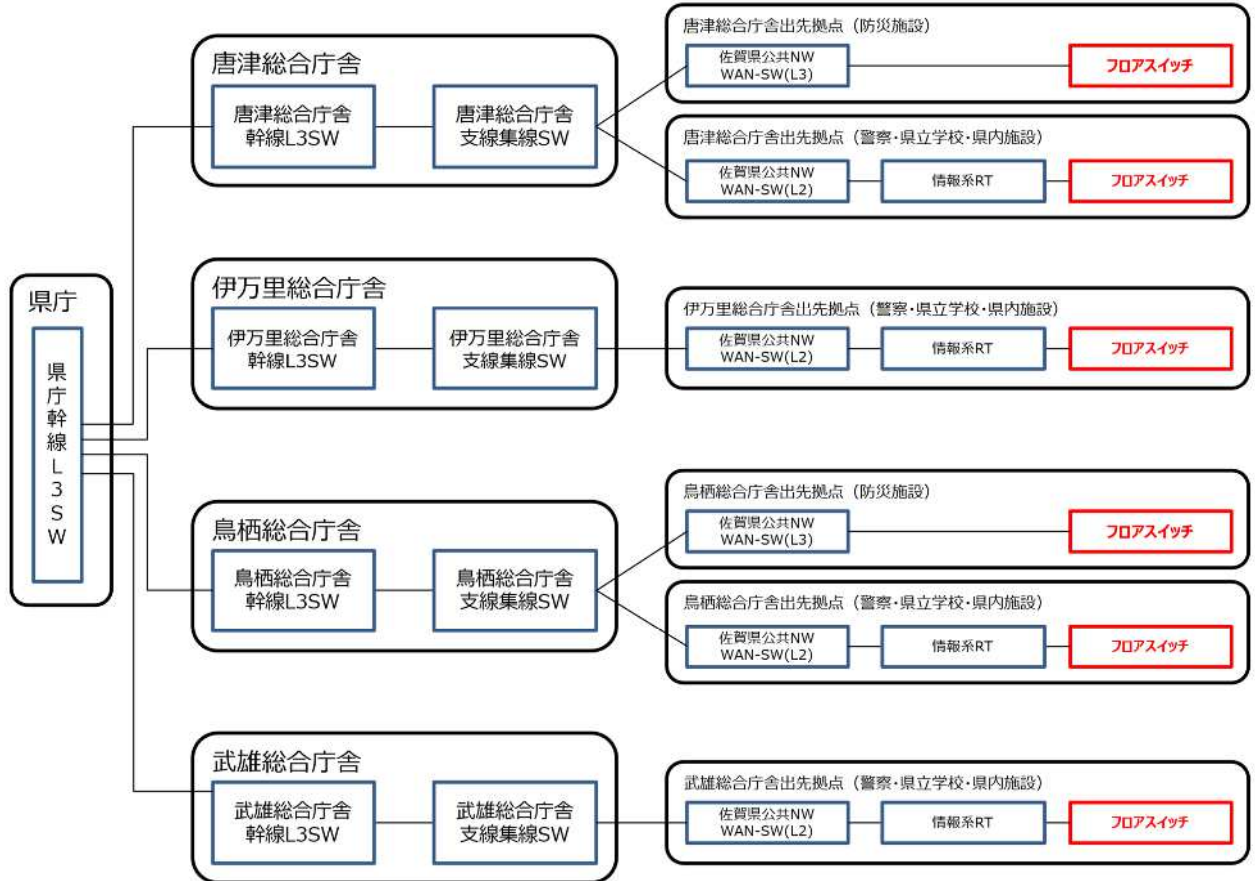 県庁
県庁幹線L3SW
唐津総合庁舎
唐津総合庁舎
幹線L3SW
唐津総合庁舎
支線集線SW
唐津総合庁舎出先拠点（防災施設）
佐賀県公共NW
WAN-SW(L3)
フロアスイッチ
唐津総合庁舎出先拠点（警察・県立学校・県内施設）
佐賀県公共NW
WAN-SW(L2)
情報系RT
フロアスイッチ
伊万里総合庁舎
伊万里総合庁舎
幹線L3SW
伊万里総合庁舎
支線集線SW
伊万里総合庁舎出先拠点（警察・県立学校・県内施設）
佐賀県公共NW
WAN-SW(L2)
情報系RT
フロアスイッチ
鳥栖総合庁舎
鳥栖総合庁舎
幹線L3SW
鳥栖総合庁舎
支線集線SW
鳥栖総合庁舎出先拠点（防災施設）
佐賀県公共NW
WAN-SW(L3)
フロアスイッチ
鳥栖総合庁舎出先拠点（警察・県立学校・県内施設）
佐賀県公共NW
WAN-SW(L2)
情報系RT
フロアスイッチ
武雄総合庁舎
武雄総合庁舎
幹線L3SW
武雄総合庁舎
支線集線SW
武雄総合庁舎出先拠点（警察・県立学校・県内施設）
佐賀県公共NW
WAN-SW(L2)
情報系RT
フロアスイッチ